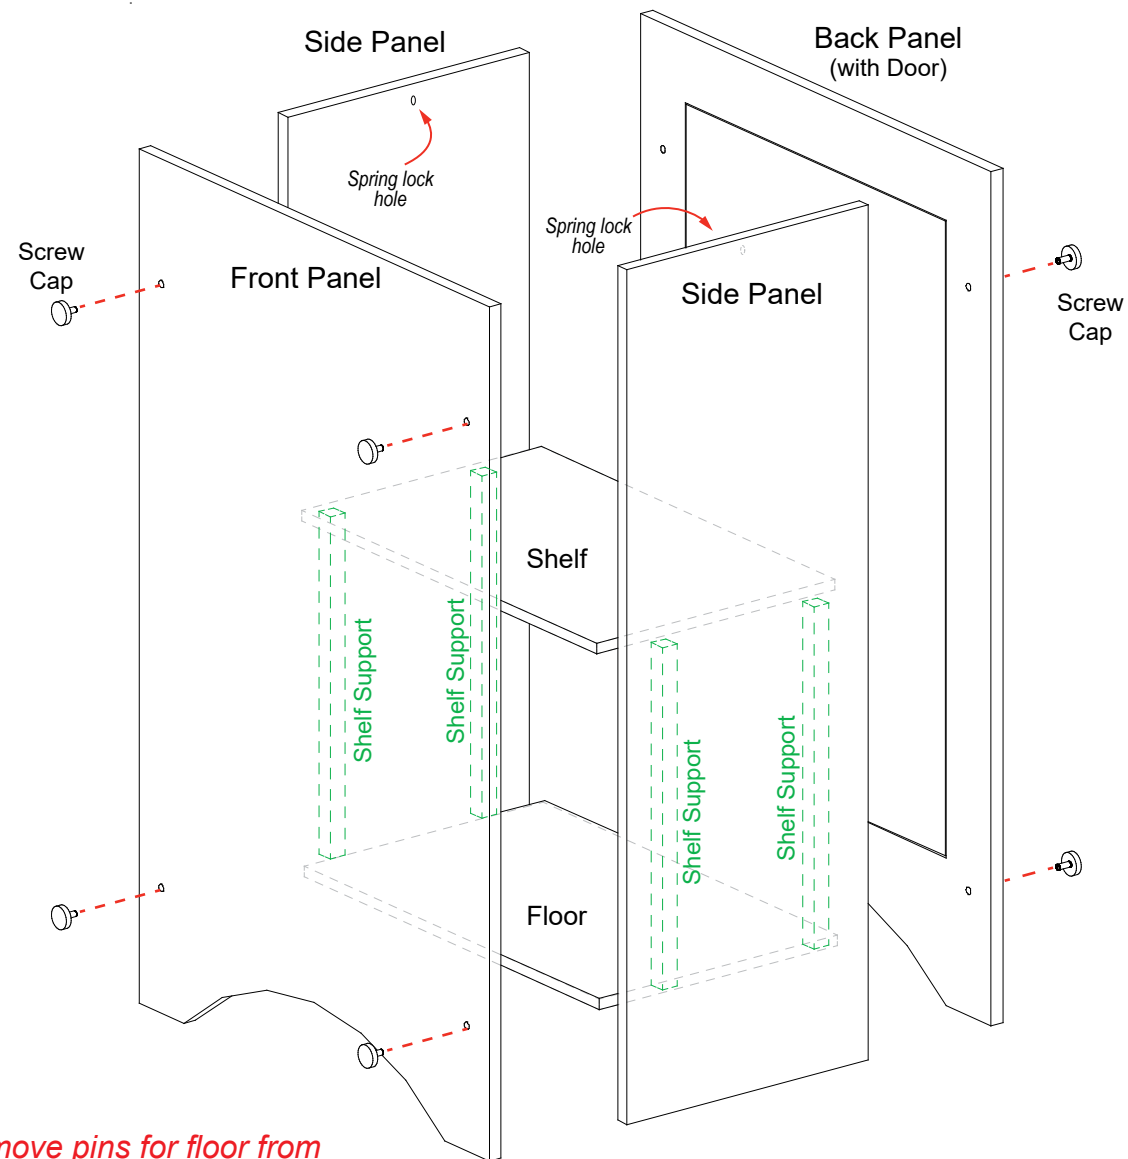 Side Panel
Back Panel
(with Door)
Spring lock
hole
Spring lock
hole
Screw
Cap
Front Panel
Side Panel
Screw
Cap
Shelf
Shelf Support
Shelf Support
Shelf Support
Shelf Support
Floor
move pins for floor from